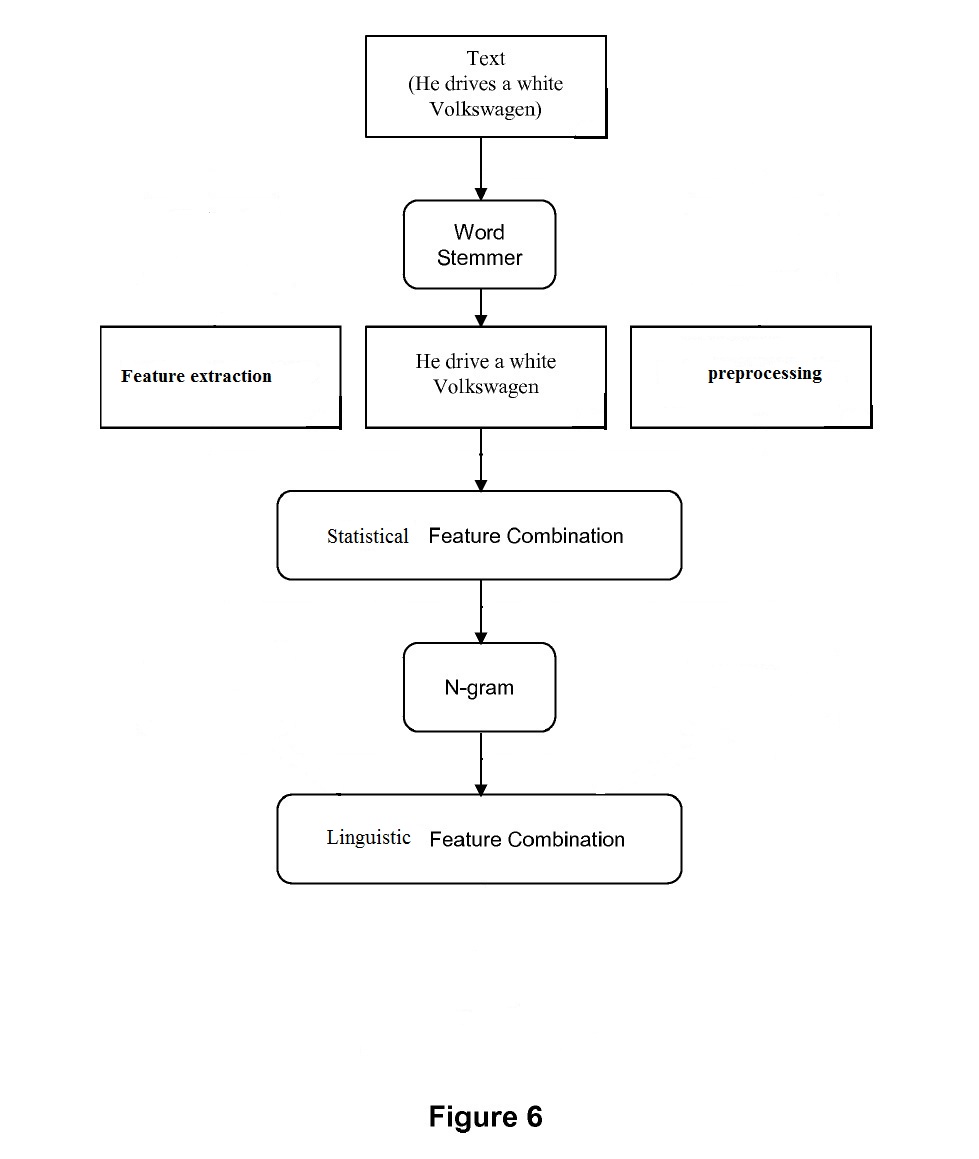 Text
(He drives a white
Volkswagen)
Word
Stemmer
Feature extraction
He drive a white
Volkswagen
preprocessing
Statistical Feature Combination
N-gram
Linguistic Feature Combination
Figure 6